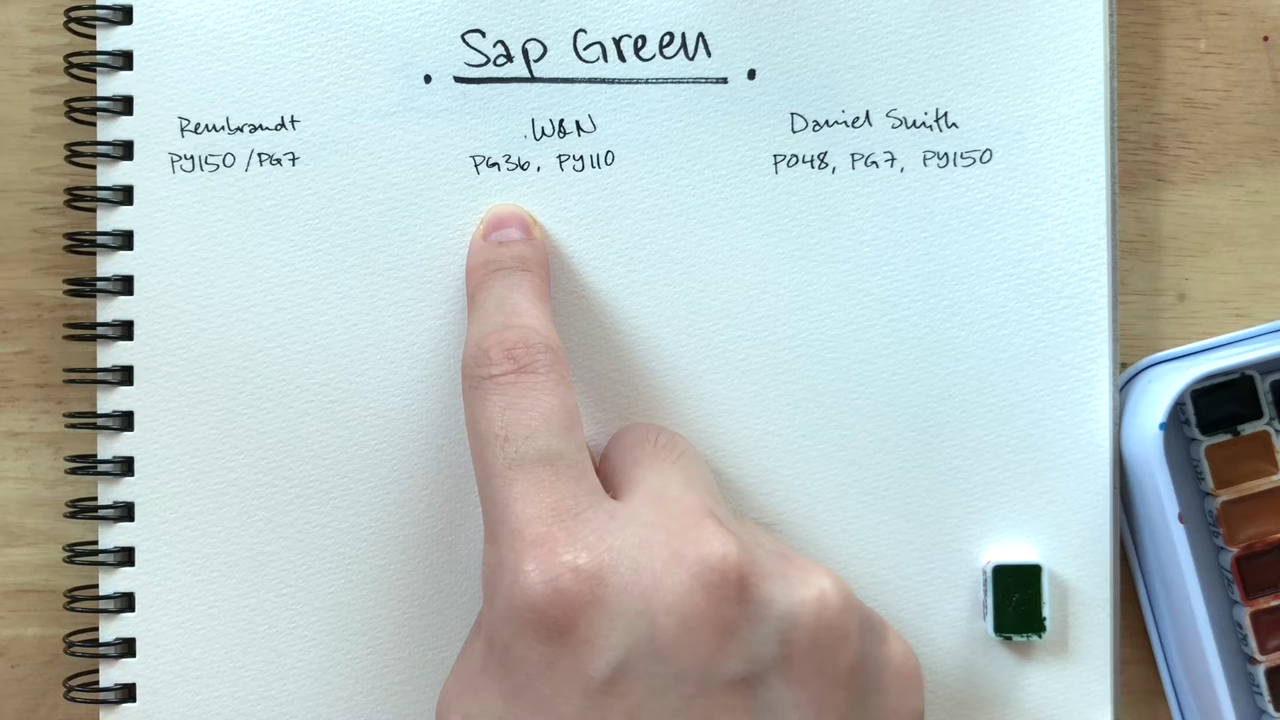 Sap Green
Rembrandt
PY150 / PG7
W&N
PG36, PY110
Daniel Smith
PO48, PG7, PY150